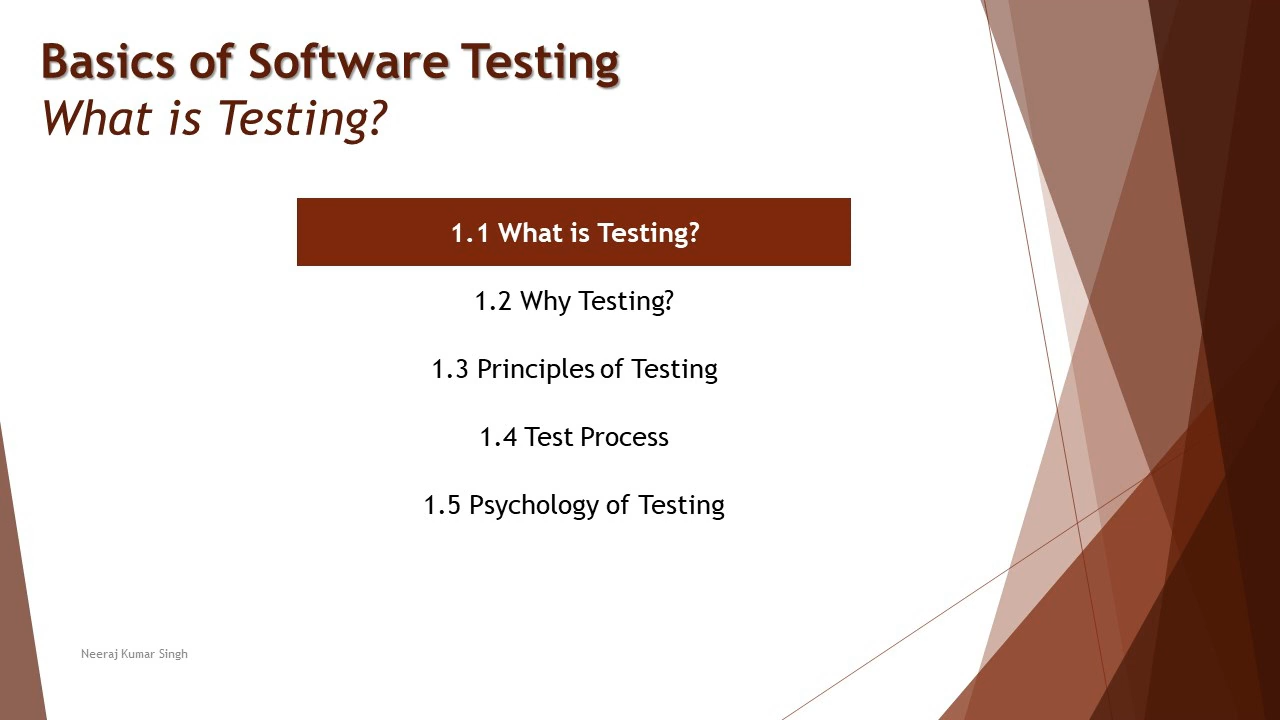 Basics of Software Testing
What is Testing?
1.1 What is Testing?
1.2 Why Testing?
1.3 Principles of Testing
1.4 Test Process
1.5 Psychology of Testing
Neeraj Kumar Singh